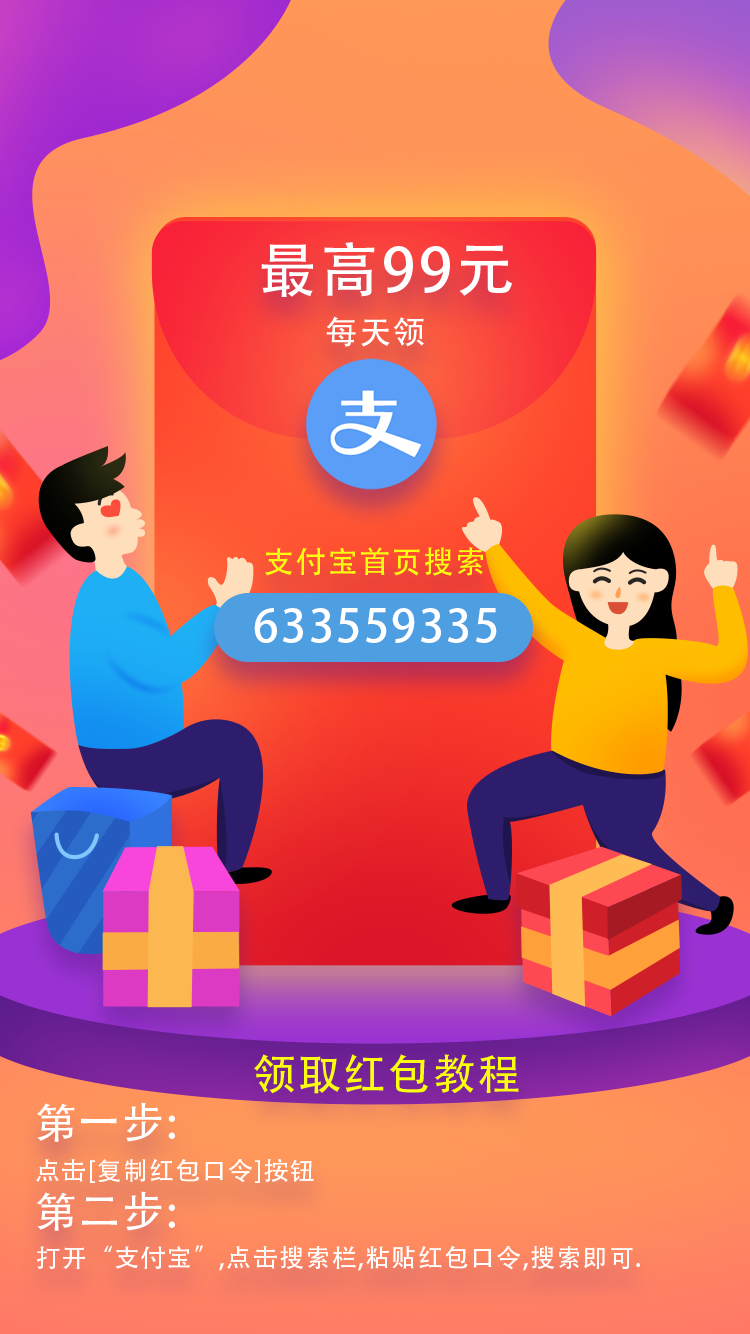 最高99元
每天领
支
支付宝首页搜索
633559335
领取红包教程
第一步:
点击[复制红包口令]按钮
第二步:
打开“支付宝”,点击搜索栏,粘贴红包口令,搜索即可.